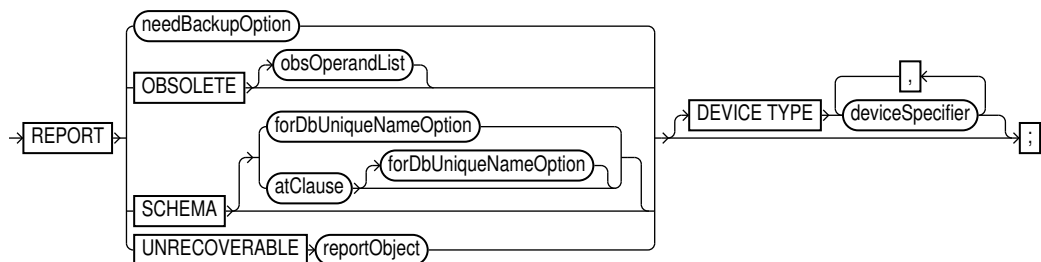 REPORT
needBackupOption
OBSOLETE
obsOperandList
SCHEMA
forDbUniqueNameOption
atClause
forDbUniqueNameOption
UNRECOVERABLE
reportObject
DEVICE TYPE
,
deviceSpecifier
;